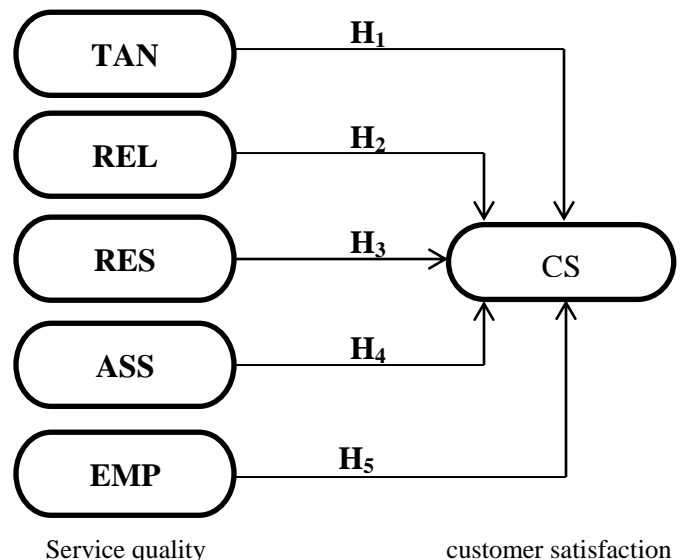 TAN
H₁
REL
H₂
RES
H₃
CS
ASS
H₄
EMP
H₅
Service quality
customer satisfaction